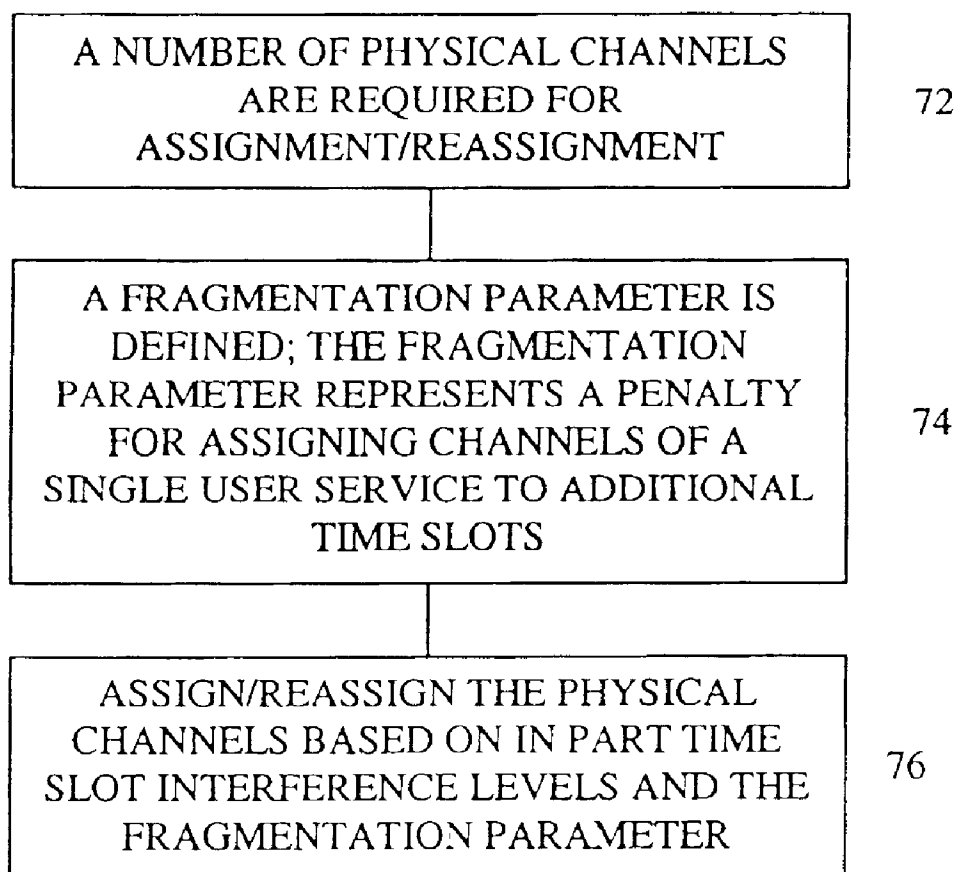 A NUMBER OF PHYSICAL CHANNELS
ARE REQUIRED FOR
ASSIGNMENT/REASSIGNMENT
72
A FRAGMENTATION PARAMETER IS
DEFINED; THE FRAGMENTATION
PARAMETER REPRESENTS A PENALTY
FOR ASSIGNING CHANNELS OF A
SINGLE USER SERVICE TO ADDITIONAL
TIME SLOTS
74
ASSIGN/REASSIGN THE PHYSICAL
CHANNELS BASED ON IN PART TIME
SLOT INTERFERENCE LEVELS AND THE
FRAGMENTATION PARAMETER
76